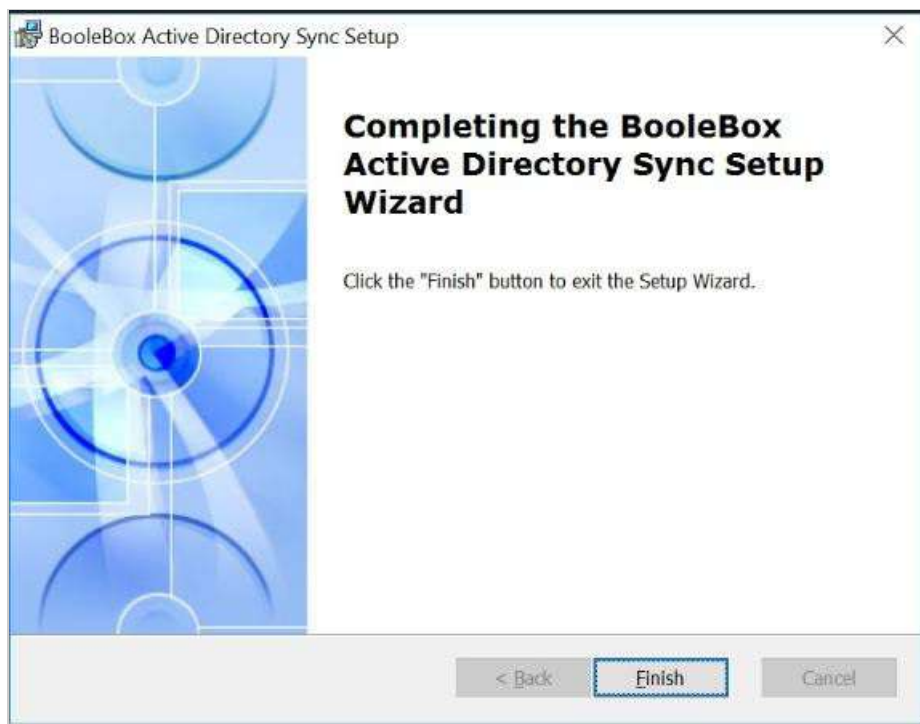 BooleBox Active Directory Sync Setup
Completing the BooleBox
Active Directory Sync Setup
Wizard
Click the "Finish" button to exit the Setup Wizard.
< Back Finish Cancel